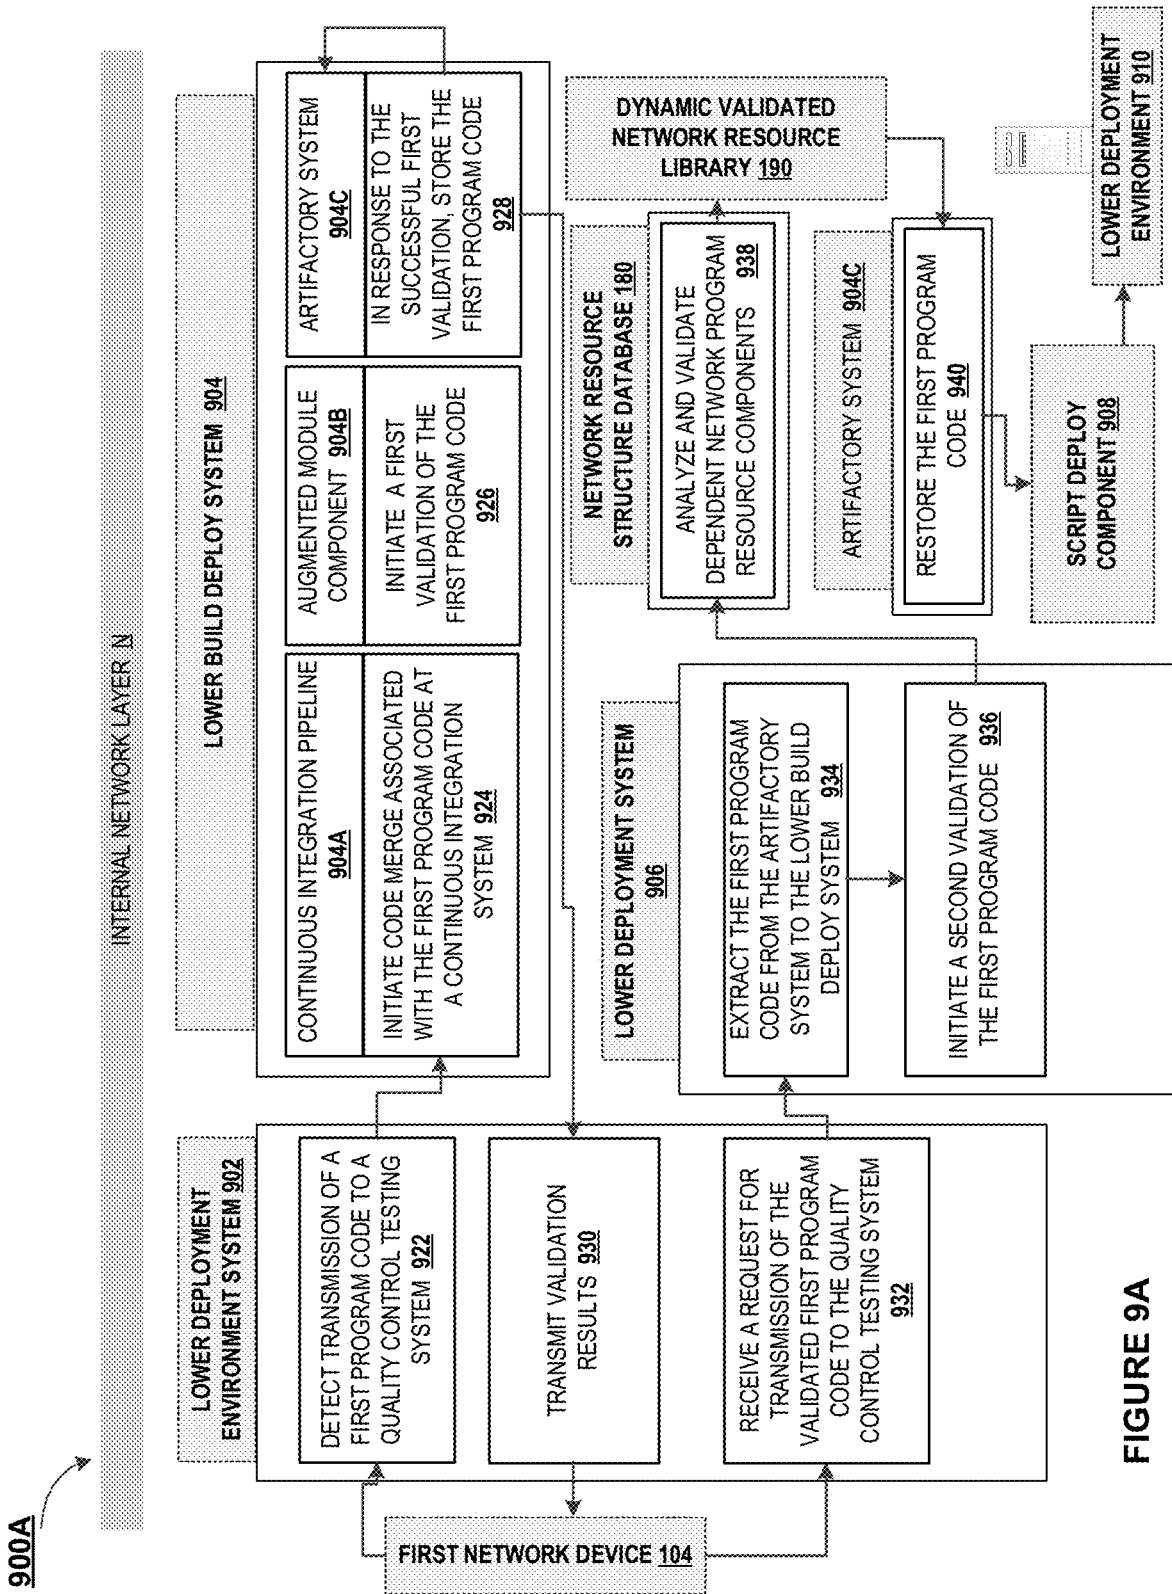 900A
INTERNAL NETWORK LAYER N
LOWER DEPLOYMENT
ENVIRONMENT SYSTEM 902
DETECT TRANSMISSION OF A
FIRST PROGRAM CODE TO A
QUALITY CONTROL TESTING
SYSTEM 922
TRANSMIT VALIDATION
RESULTS 930
RECEIVE A REQUEST FOR
TRANSMISSION OF THE
VALIDATED FIRST PROGRAM
CODE TO THE QUALITY
CONTROL TESTING SYSTEM
932
FIRST NETWORK DEVICE 104
LOWER BUILD DEPLOY SYSTEM 904
CONTINUOUS INTEGRATION PIPELINE
904A
INITIATE CODE MERGE ASSOCIATED
WITH THE FIRST PROGRAM CODE AT
A CONTINUOUS INTEGRATION
SYSTEM 924
AUGMENTED MODULE
COMPONENT 904B
INITIATE A FIRST
VALIDATION OF THE
FIRST PROGRAM CODE
926
ARTIFACTORY SYSTEM
904C
IN RESPONSE TO THE
SUCCESSFUL FIRST
VALIDATION, STORE THE
FIRST PROGRAM CODE
928
LOWER DEPLOYMENT SYSTEM
906
EXTRACT THE FIRST PROGRAM
CODE FROM THE ARTIFACTORY
SYSTEM TO THE LOWER BUILD
DEPLOY SYSTEM 934
INITIATE A SECOND VALIDATION OF
THE FIRST PROGRAM CODE 936
NETWORK RESOURCE
STRUCTURE DATABASE 180
ANALYZE AND VALIDATE
DEPENDENT NETWORK PROGRAM
RESOURCE COMPONENTS 938
DYNAMIC VALIDATED
NETWORK RESOURCE
LIBRARY 190
ARTIFACTORY SYSTEM 904C
RESTORE THE FIRST PROGRAM
CODE 940
SCRIPT DEPLOY
COMPONENT 908
LOWER DEPLOYMENT
ENVIRONMENT 910
FIGURE 9A